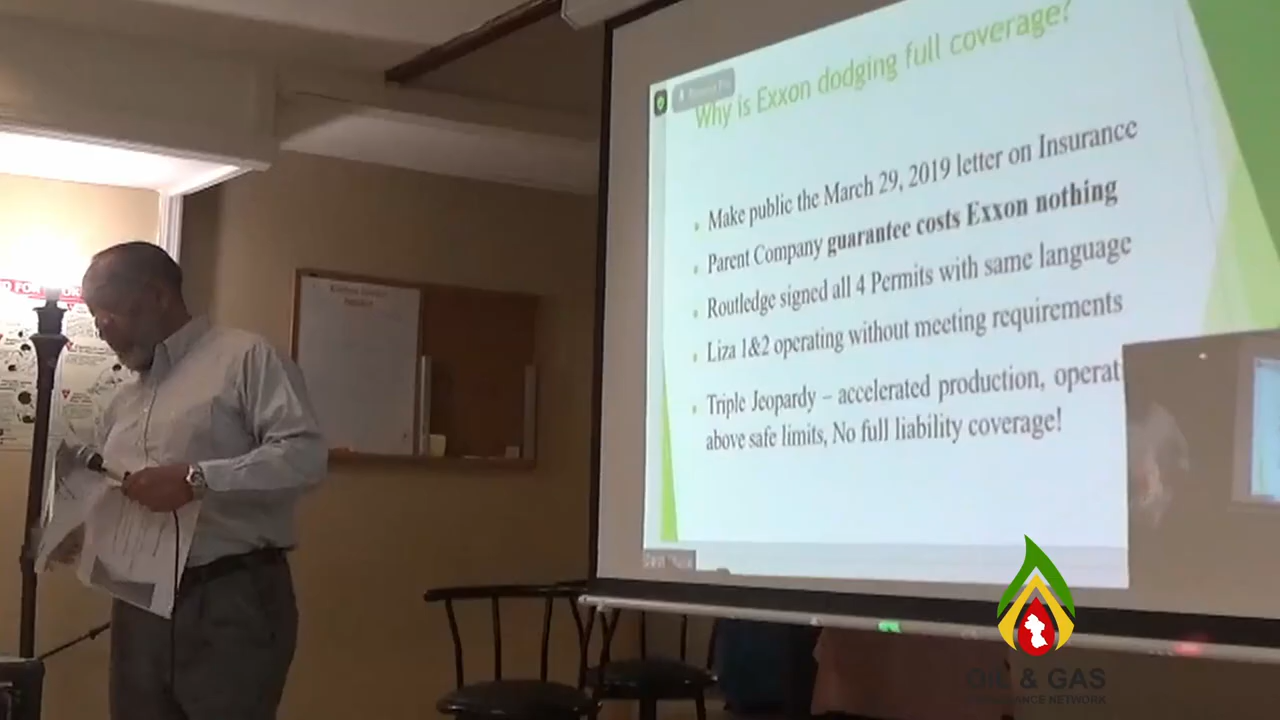 Why is Exxon dodging full coverage?
Make public the March 29, 2019 letter on Insurance
Parent Company guarantee costs Exxon nothing
Routledge signed all 4 Permits with same language
Liza 1&2 operating without meeting requirements
Triple Jeopardy – accelerated production, operat
above safe limits, No full liability coverage!
OIL & GAS
NETWORK